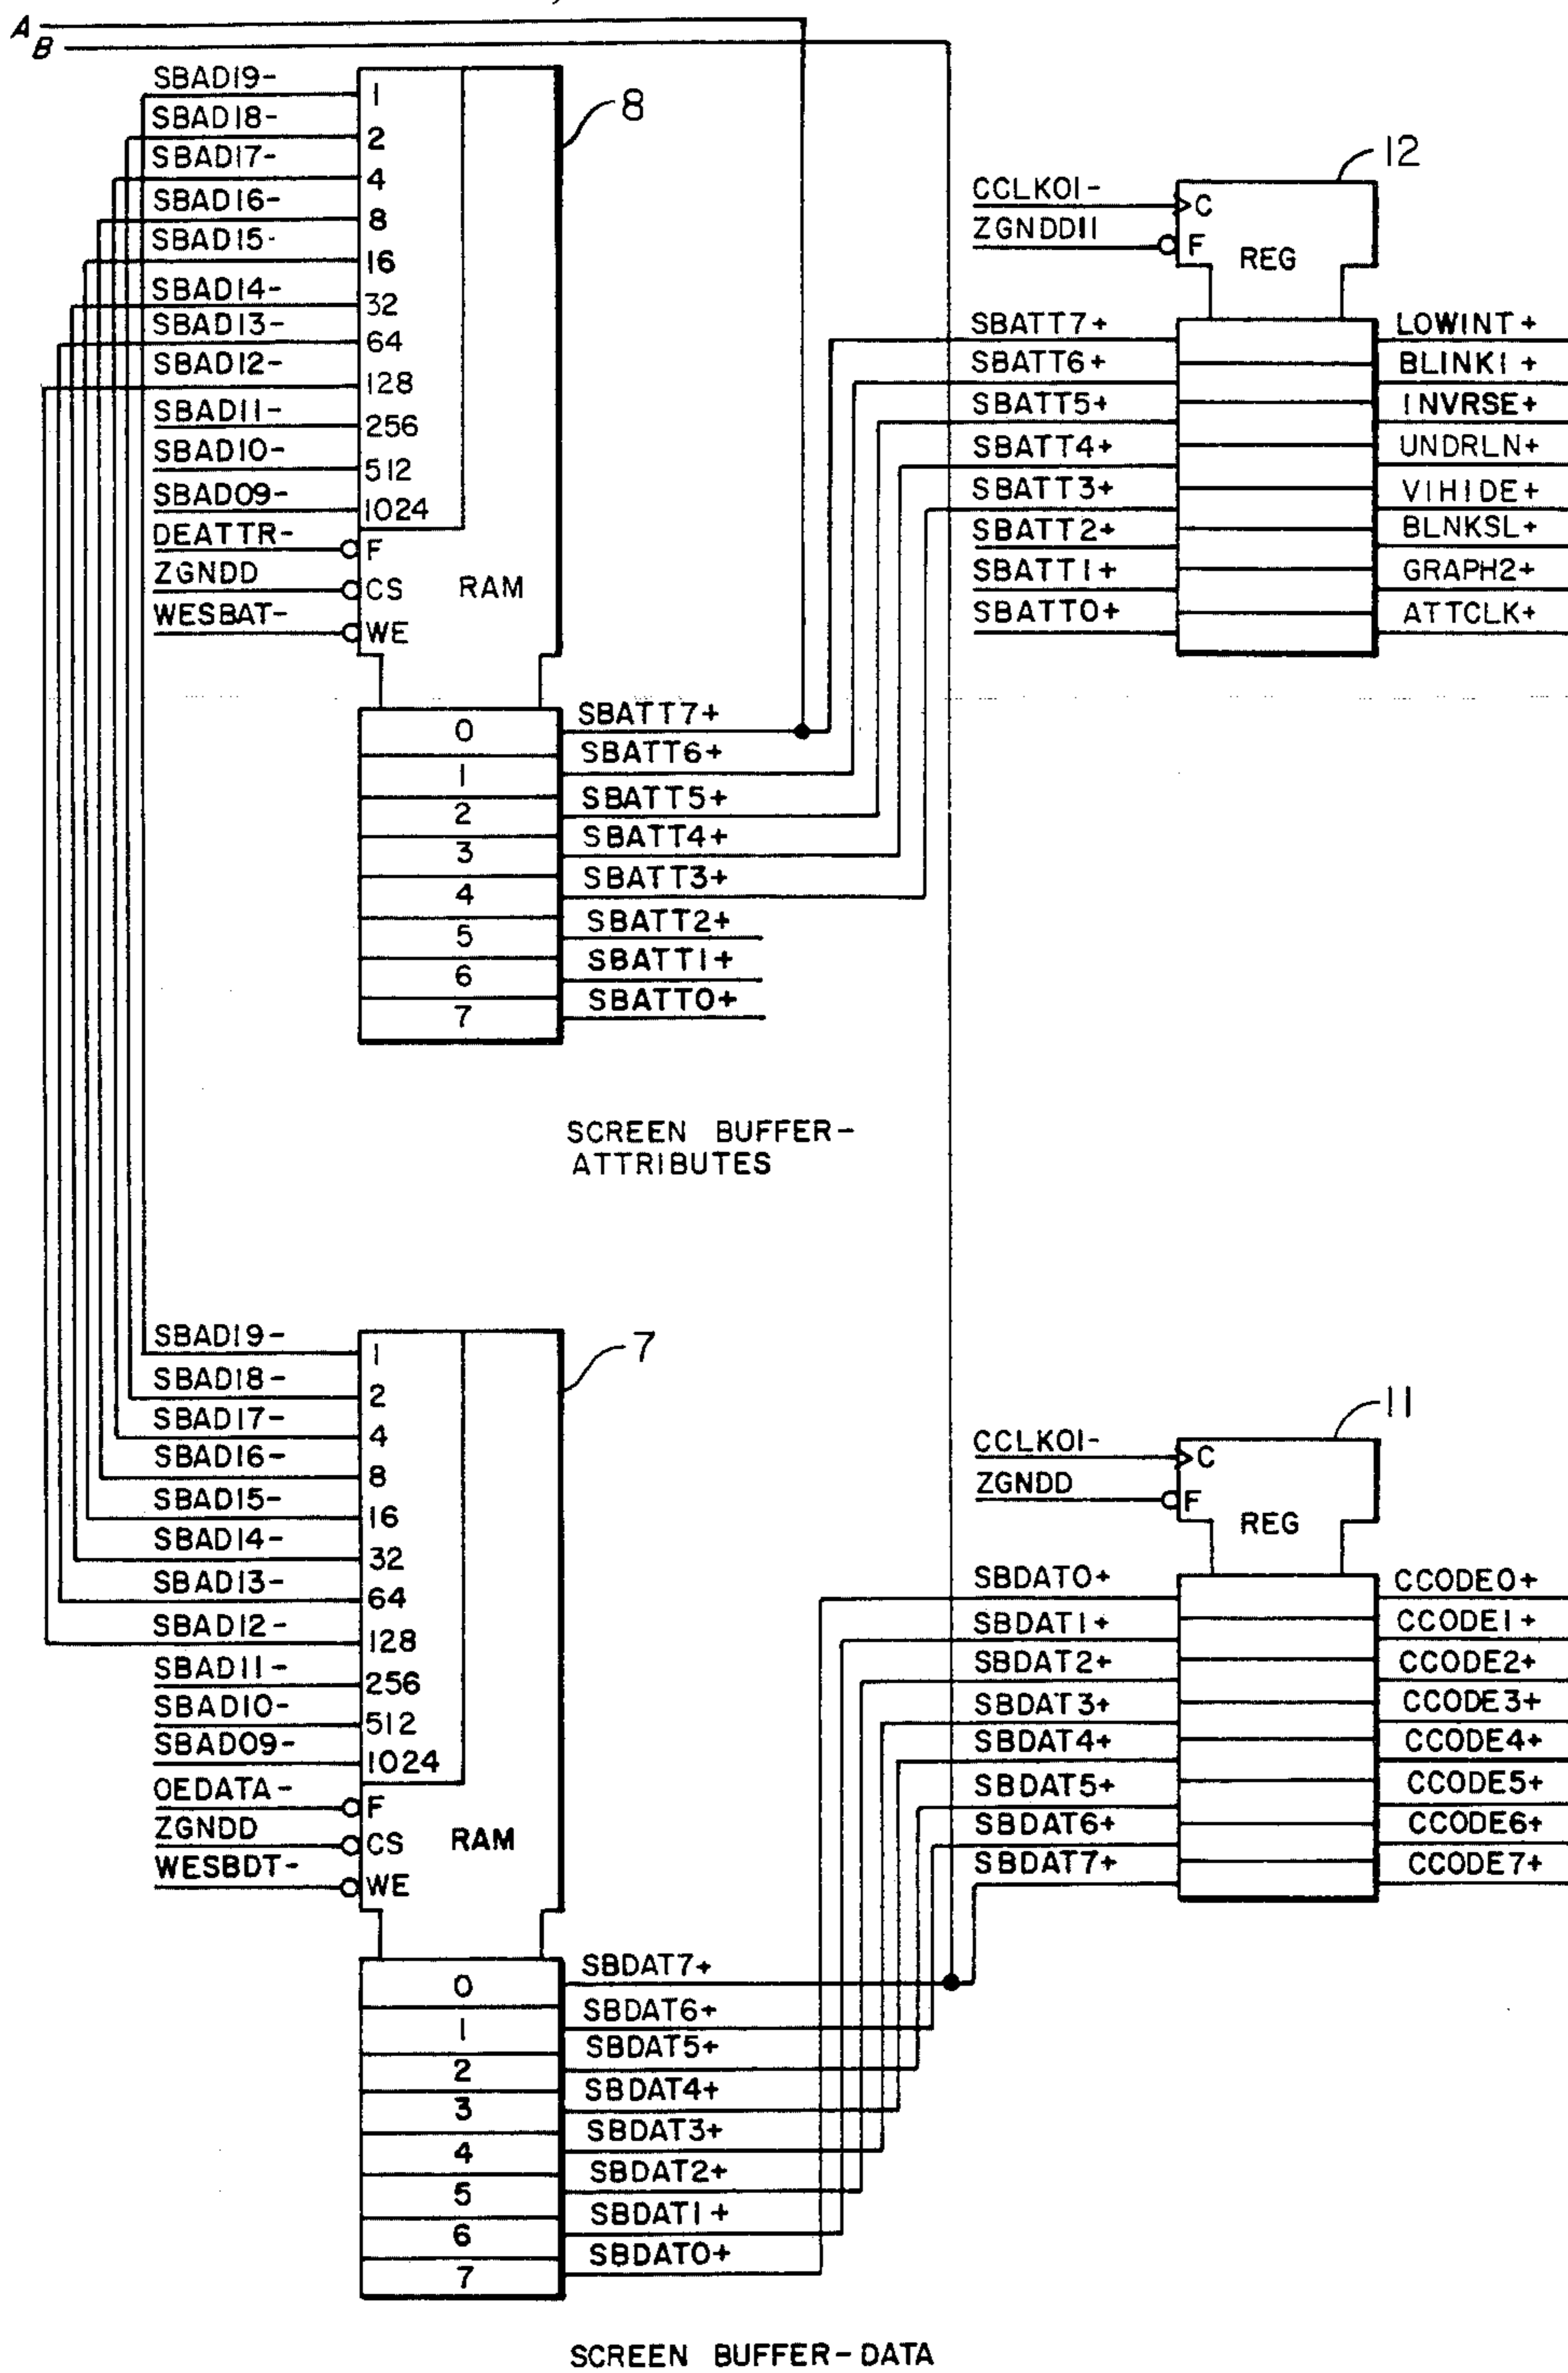 A
B
SBAD19-
SBAD18-
SBAD17-
SBAD16-
SBAD15-
SBAD14-
SBAD13-
SBAD12-
SBAD11-
SBAD10-
SBAD09-
DEATTR-
ZGNDD
WESBAT-
1
2
4
8
16
32
64
128
256
512
1024
F
CS
WE
RAM
8
0
1
2
3
4
5
6
7
SBATT7+
SBATT6+
SBATT5+
SBATT4+
SBATT3+
SBATT2+
SBATT1+
SBATT0+
SCREEN BUFFER-
ATTRIBUTES
12
CCLK01-
ZGNDD11
C
F
REG
SBATT7+
SBATT6+
SBATT5+
SBATT4+
SBATT3+
SBATT2+
SBATT1+
SBATT0+
LOWINT+
BLINK1+
INVRSE+
UNDRLN+
VIHIDE+
BLNKSL+
GRAPH2+
ATTCLK+
SBAD19-
SBAD18-
SBAD17-
SBAD16-
SBAD15-
SBAD14-
SBAD13-
SBAD12-
SBAD11-
SBAD10-
SBAD09-
OEDATA-
ZGNDD
WESBDT-
1
2
4
8
16
32
64
128
256
512
1024
F
CS
WE
RAM
7
0
1
2
3
4
5
6
7
SBDAT7+
SBDAT6+
SBDAT5+
SBDAT4+
SBDAT3+
SBDAT2+
SBDAT1+
SBDAT0+
11
CCLK01-
ZGNDD
C
F
REG
SBDAT0+
SBDAT1+
SBDAT2+
SBDAT3+
SBDAT4+
SBDAT5+
SBDAT6+
SBDAT7+
CCODE0+
CCODE1+
CCODE2+
CCODE3+
CCODE4+
CCODE5+
CCODE6+
CCODE7+
SCREEN BUFFER-DATA